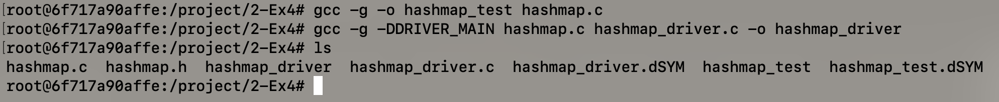 [root@6f717a90affe:/project/2-Ex4# gcc -g -o hashmap_test hashmap.c
[root@6f717a90affe:/project/2-Ex4# gcc -g -DDRIVER_MAIN hashmap.c hashmap_driver.c -o hashmap_driver
[root@6f717a90affe:/project/2-Ex4# ls
hashmap.c  hashmap.h  hashmap_driver  hashmap_driver.c  hashmap_driver.dSYM  hashmap_test  hashmap_test.dSYM
root@6f717a90affe:/project/2-Ex4#